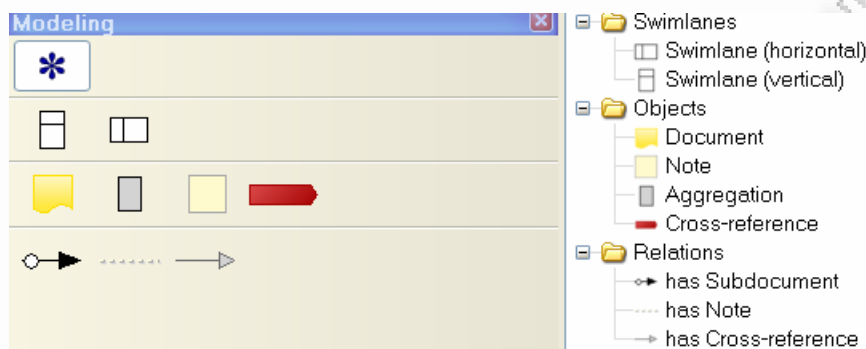 Modeling
Swimlanes
Swimlane (horizontal)
Swimlane (vertical)
Objects
Document
Note
Aggregation
Cross-reference
Relations
has Subdocument
has Note
has Cross-reference